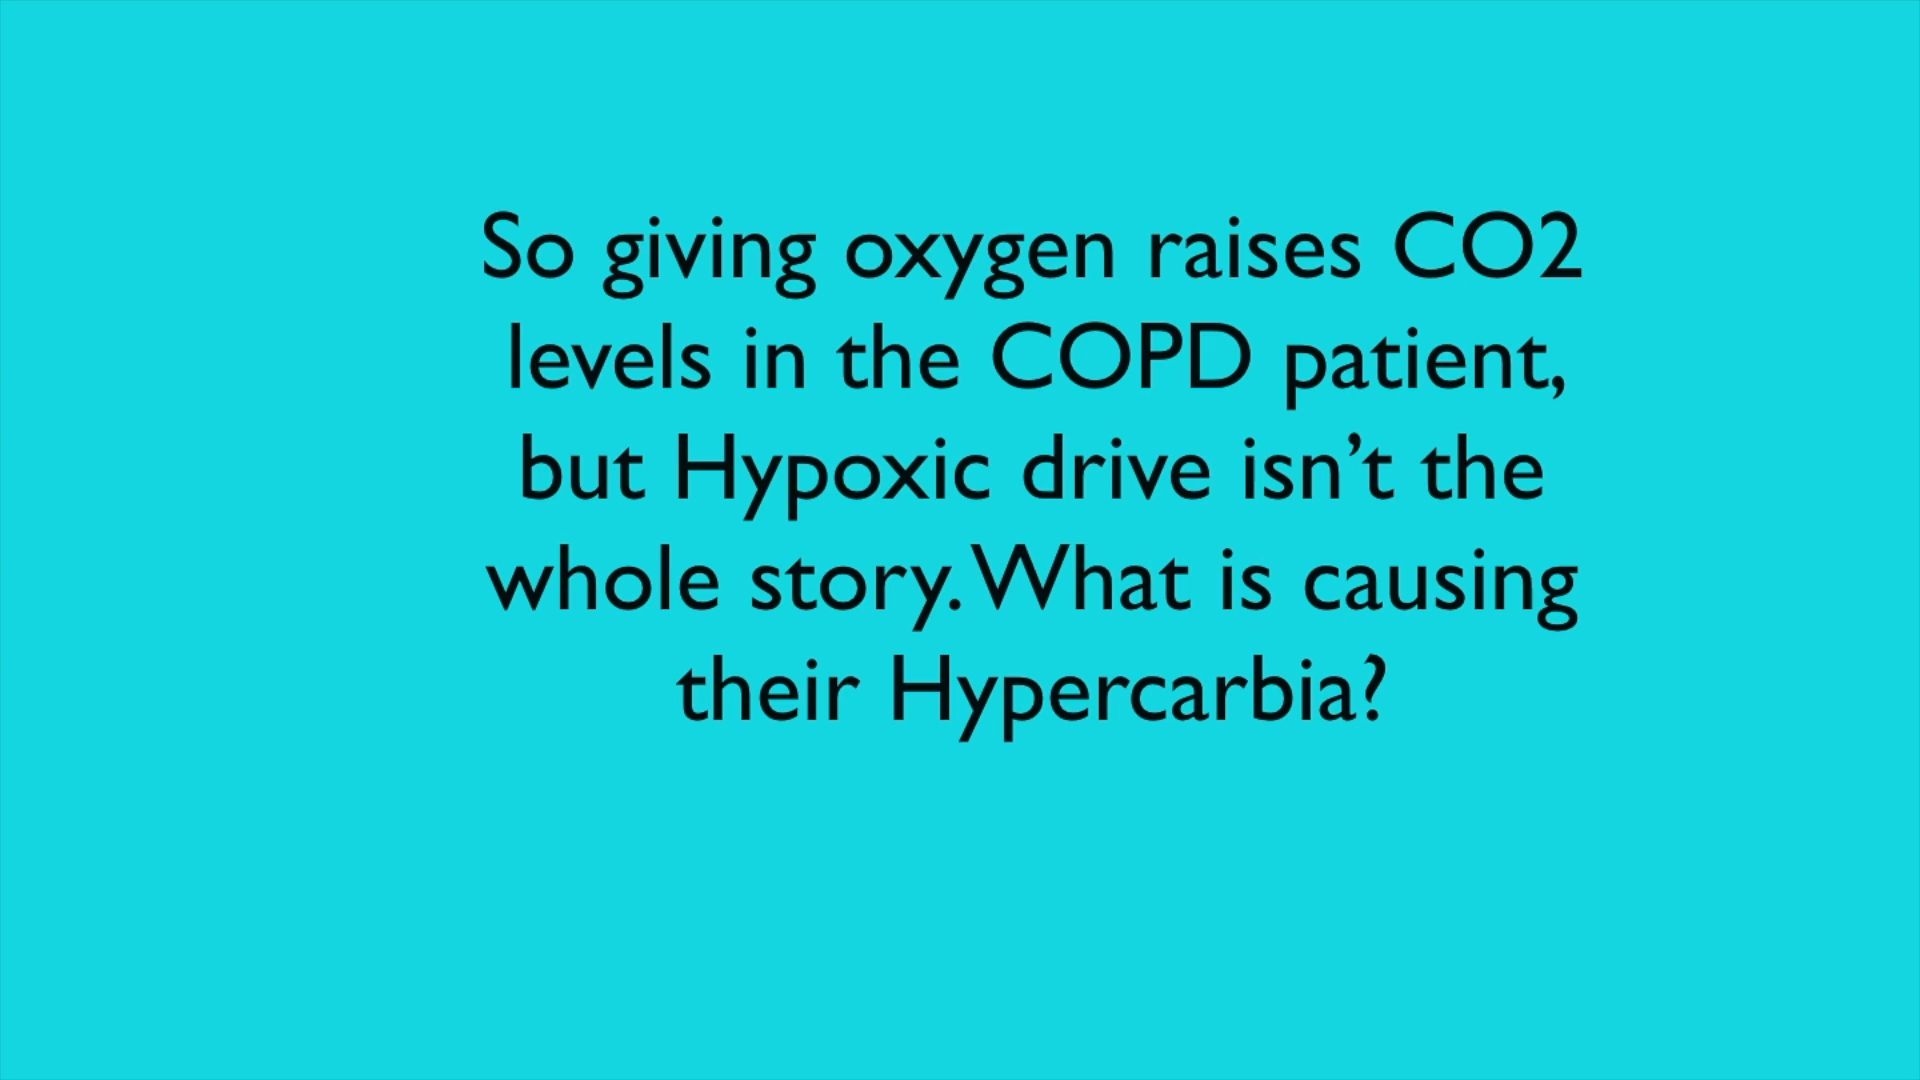 So giving oxygen raises CO2
levels in the COPD patient,
but Hypoxic drive isn’t the
whole story. What is causing
their Hypercarbia?